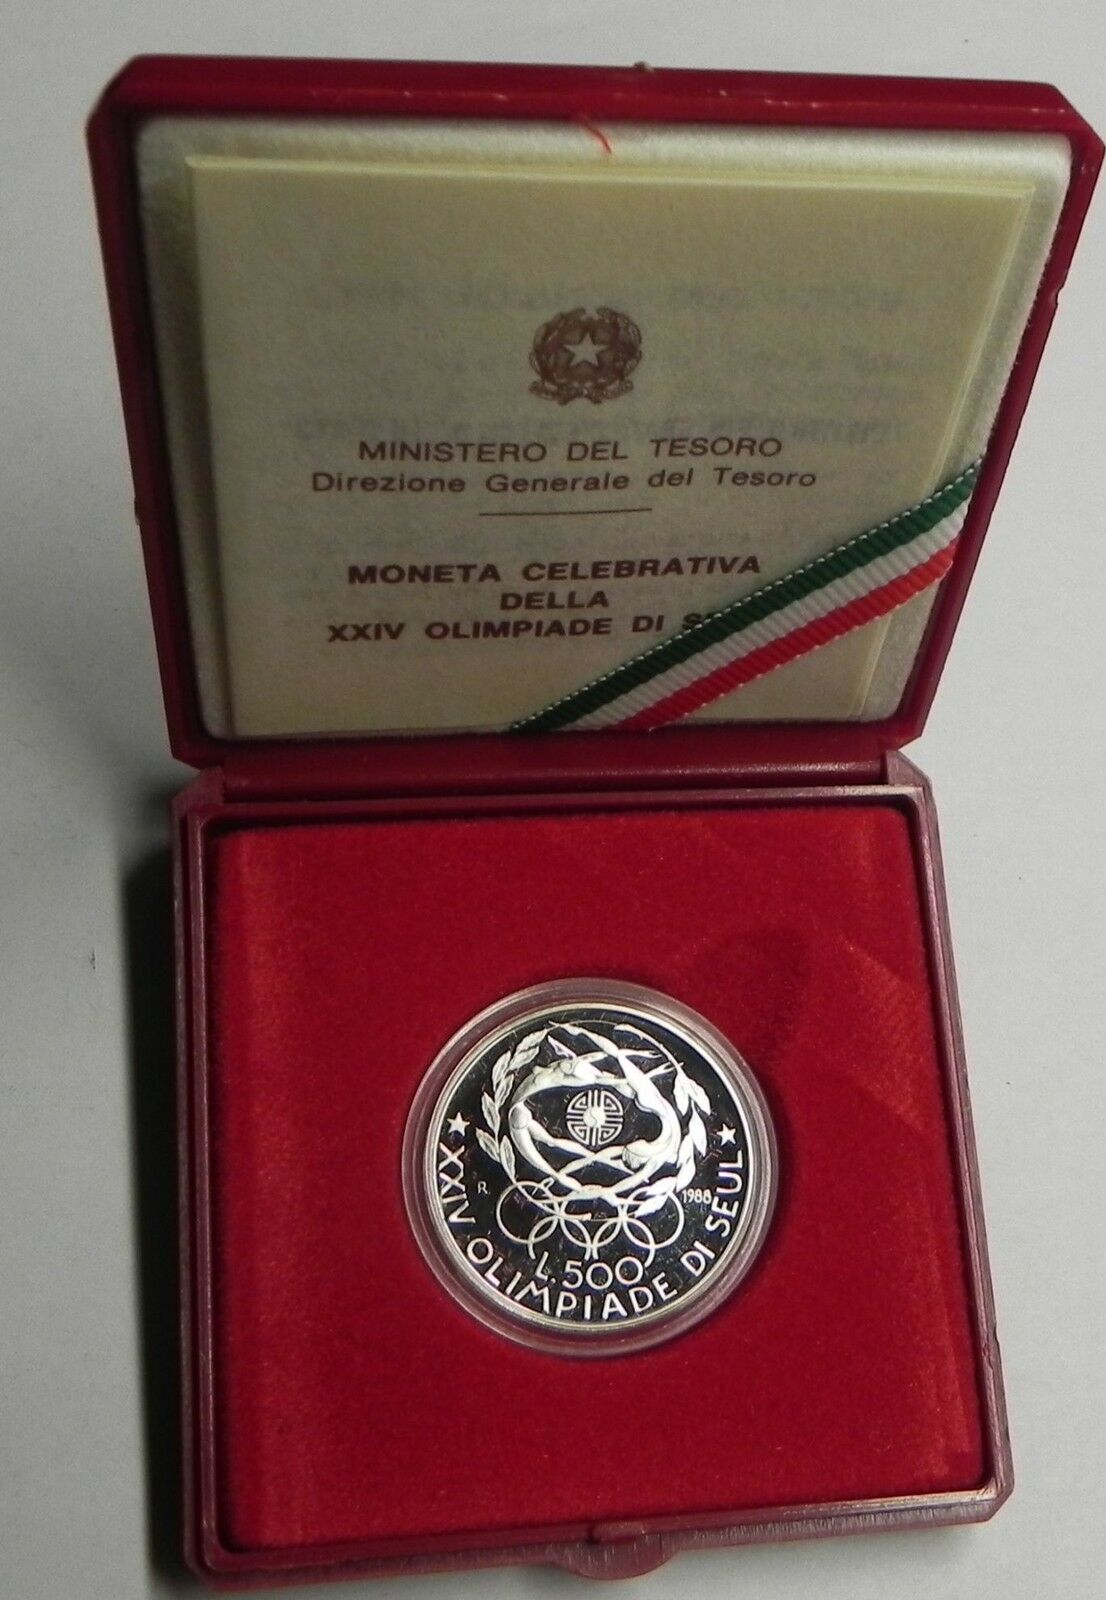 MINISTERO DEL TESORO
Direzione Generale del Tesoro
MONETA CELEBRATIVA
DELLA
XXIV OLIMPIADE DI
R.
1988
L.500
XXIV OLIMPIADE DI SEUL